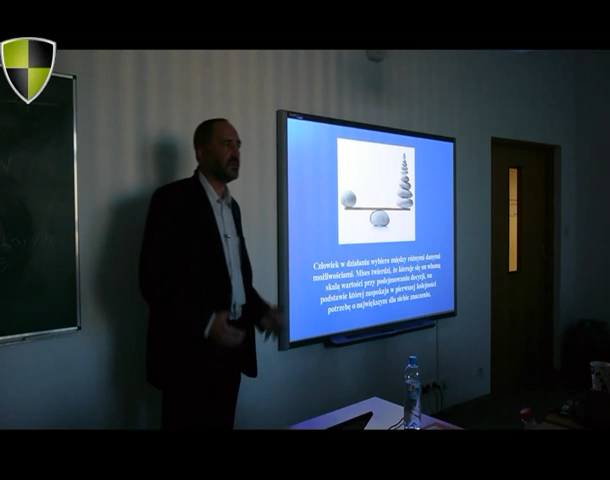 Człowiek w działaniu wybiera między różnymi danymi
możliwościami. Mises twierdzi, że kieruje się on własną
skalą wartości przy podejmowaniu decyzji, na
podstawie której zaspokaja w pierwszej kolejności
potrzebę o największym dla siebie znaczeniu.